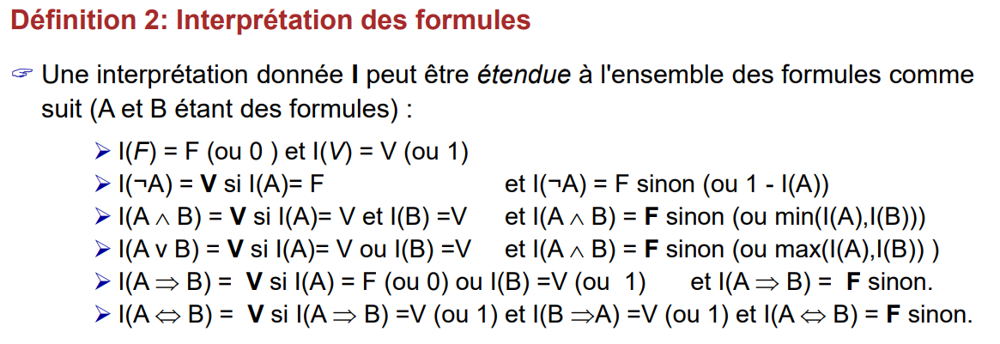 Définition 2: Interprétation des formules
☞ Une interprétation donnée I peut être étendue à l'ensemble des formules comme
suit (A et B étant des formules) :
➢ I(F) = F (ou 0 ) et I(V) = V (ou 1)
➢ I(¬A) = V si I(A)= F et I(¬A) = F sinon (ou 1 - I(A))
➢ I(A ∧ B) = V si I(A)= V et I(B) =V et I(A ∧ B) = F sinon (ou min(I(A),I(B)))
➢ I(A v B) = V si I(A)= V ou I(B) =V et I(A ∧ B) = F sinon (ou max(I(A),I(B)) )
➢ I(A ⇒ B) = V si I(A) = F (ou 0) ou I(B) =V (ou 1) et I(A ⇒ B) = F sinon.
➢ I(A ⇔ B) = V si I(A ⇒ B) =V (ou 1) et I(B ⇒A) =V (ou 1) et I(A ⇔ B) = F sinon.